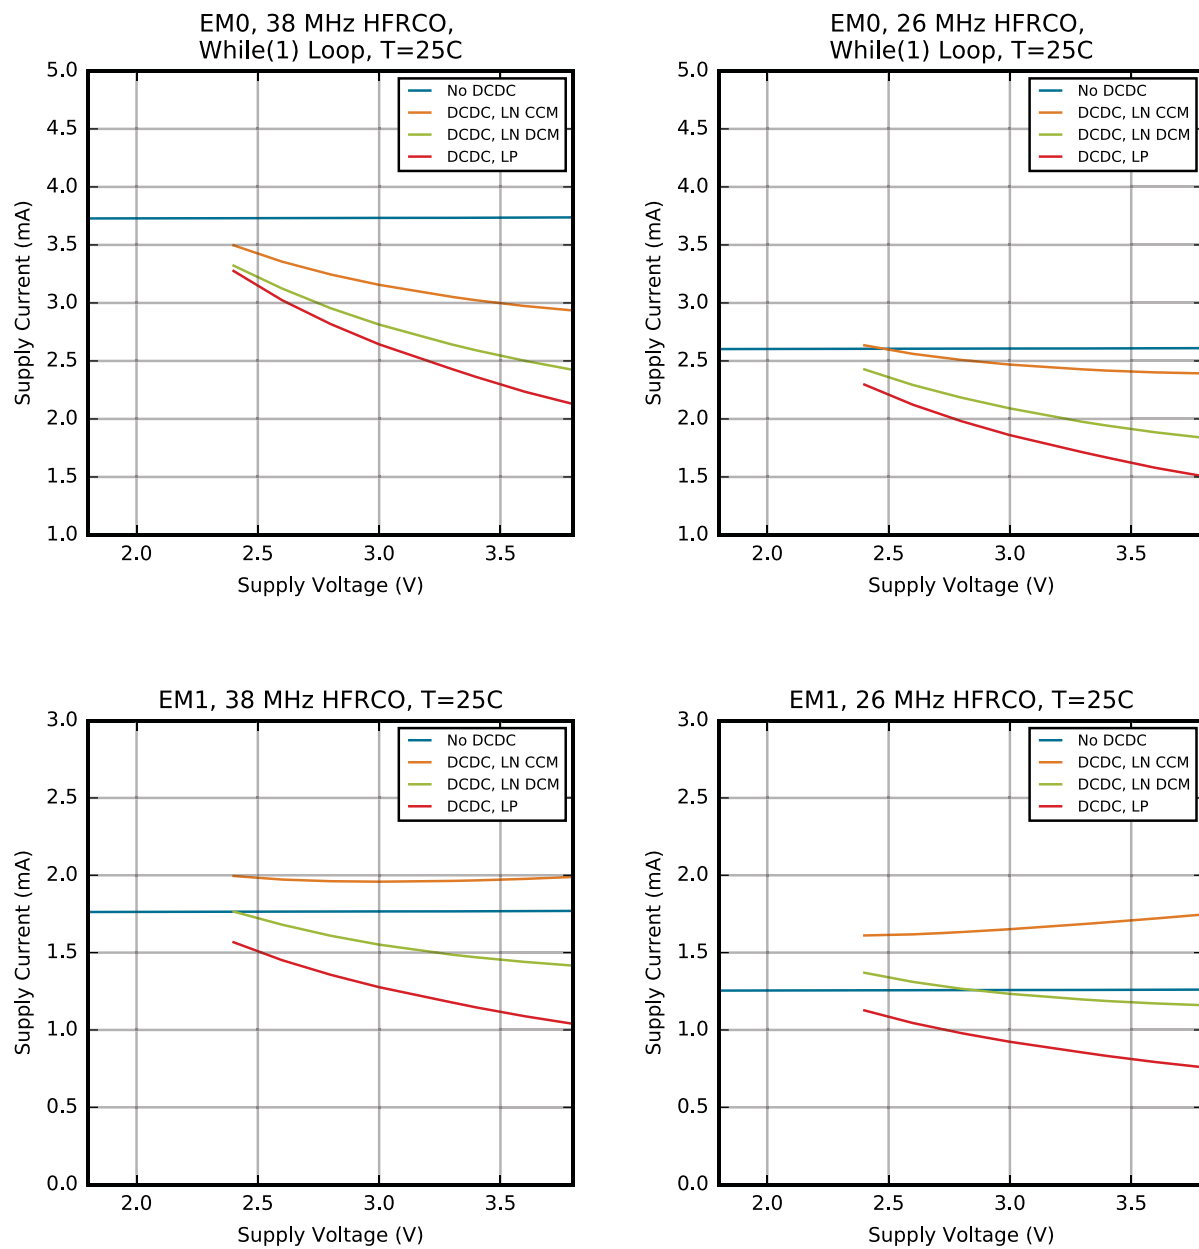 EM0, 38 MHz HFRCO,
While(1) Loop, T=25C
5.0
4.5
4.0
3.5
3.0
2.5
2.0
1.5
1.0
Supply Current (mA)
No DCDC
DCDC, LN CCM
DCDC, LN DCM
DCDC, LP
2.0 2.5 3.0 3.5
Supply Voltage (V)
EM0, 26 MHz HFRCO,
While(1) Loop, T=25C
5.0
4.5
4.0
3.5
3.0
2.5
2.0
1.5
1.0
Supply Current (mA)
No DCDC
DCDC, LN CCM
DCDC, LN DCM
DCDC, LP
2.0 2.5 3.0 3.5
Supply Voltage (V)
EM1, 38 MHz HFRCO, T=25C
3.0
2.5
2.0
1.5
1.0
0.5
0.0
Supply Current (mA)
No DCDC
DCDC, LN CCM
DCDC, LN DCM
DCDC, LP
2.0 2.5 3.0 3.5
Supply Voltage (V)
EM1, 26 MHz HFRCO, T=25C
3.0
2.5
2.0
1.5
1.0
0.5
0.0
Supply Current (mA)
No DCDC
DCDC, LN CCM
DCDC, LN DCM
DCDC, LP
2.0 2.5 3.0 3.5
Supply Voltage (V)